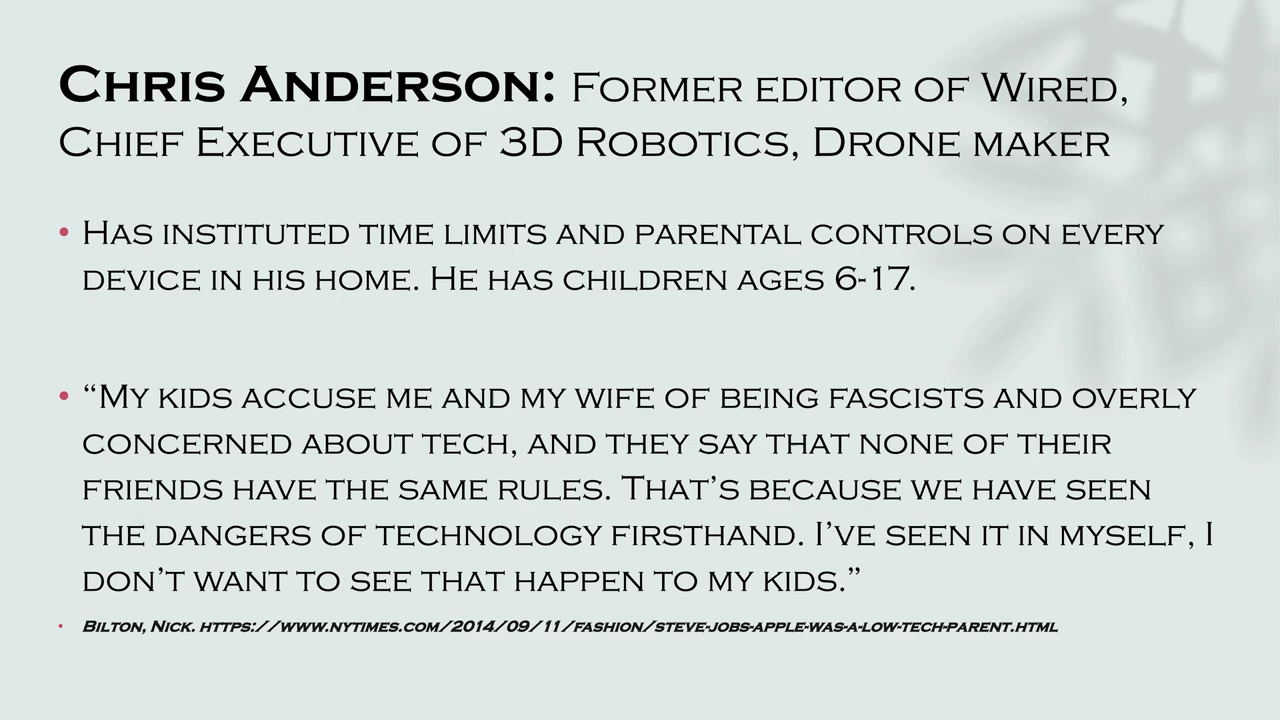 Chris Anderson: Former editor of Wired,
Chief Executive of 3D Robotics, Drone maker
• Has instituted time limits and parental controls on every
device in his home. He has children ages 6-17.
• “My kids accuse me and my wife of being fascists and overly
concerned about tech, and they say that none of their
friends have the same rules. That’s because we have seen
the dangers of technology firsthand. I’ve seen it in myself, I
don’t want to see that happen to my kids.”
• Bilton, Nick. https://www.nytimes.com/2014/09/11/fashion/steve-jobs-apple-was-a-low-tech-parent.html